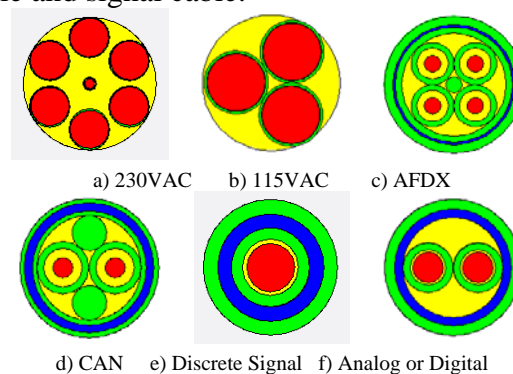 e and signal cable.
a) 230VAC b) 115VAC c) AFDX
d) CAN e) Discrete Signal f) Analog or Digital